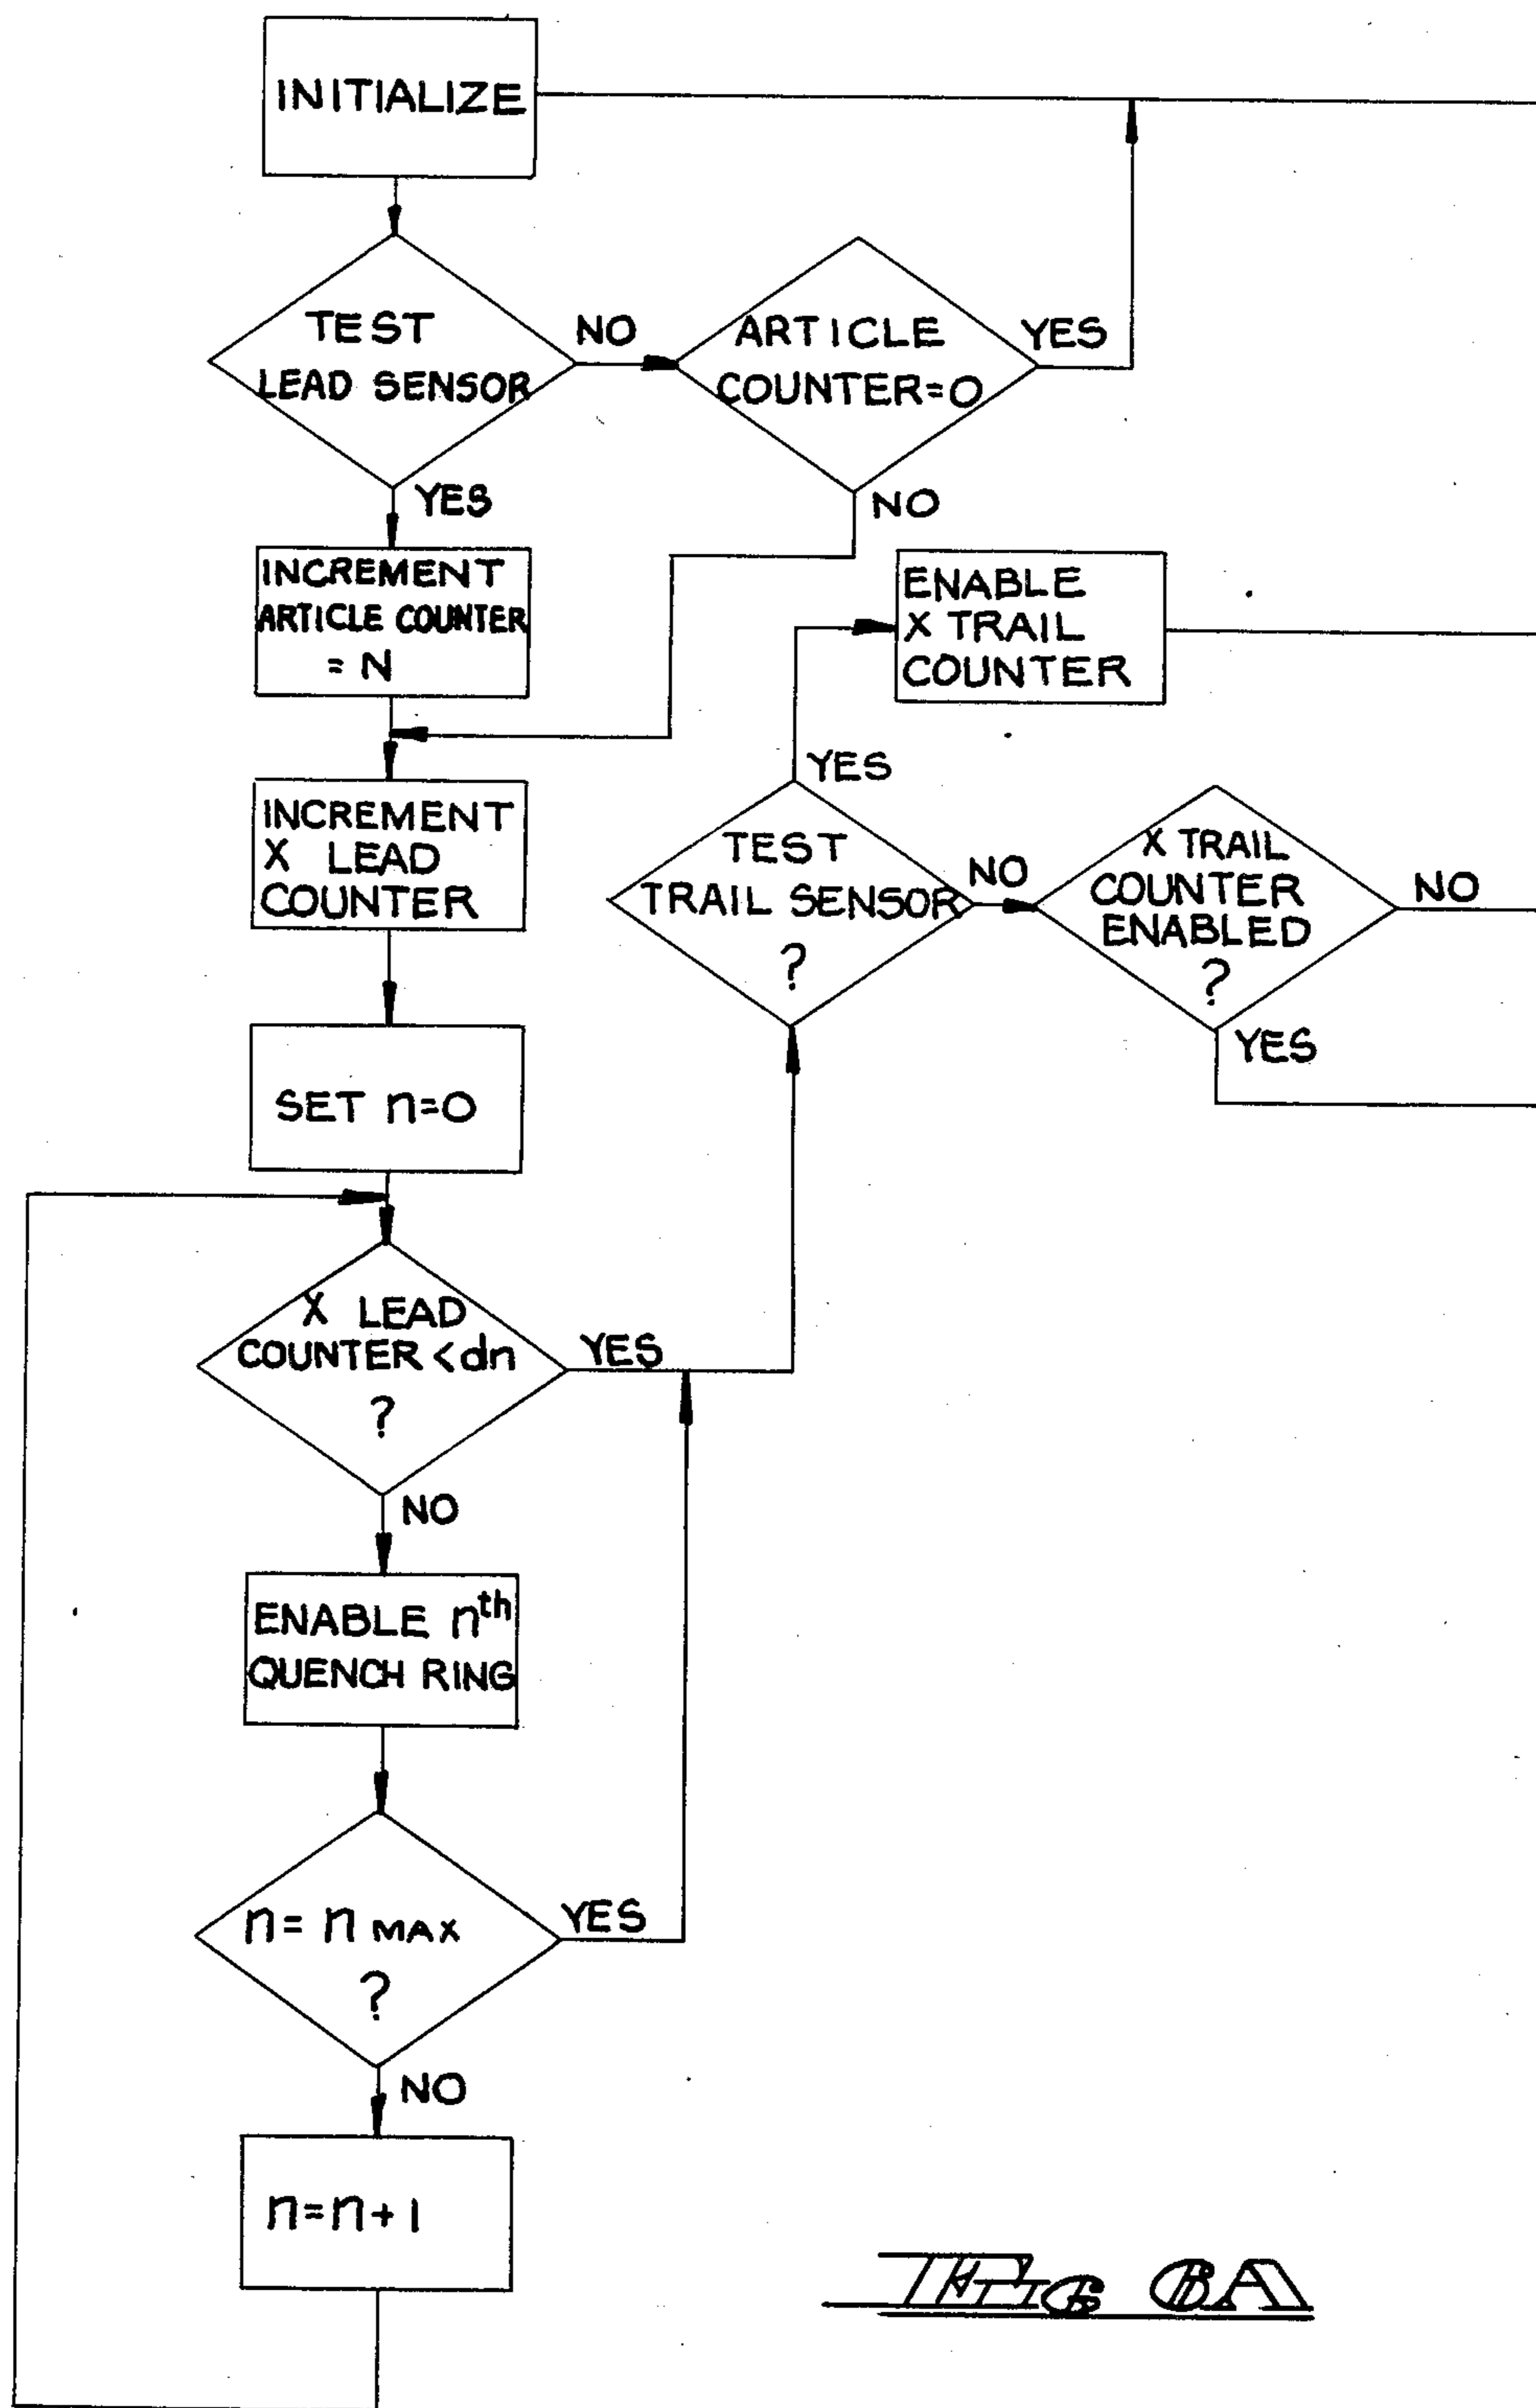 INITIALIZE
TEST
LEAD SENSOR
NO
ARTICLE
COUNTER=0
YES
YES
NO
INCREMENT
ARTICLE COUNTER
= N
ENABLE
X TRAIL
COUNTER
INCREMENT
X LEAD
COUNTER
YES
TEST
TRAIL SENSOR
?
NO
X TRAIL
COUNTER
ENABLED
?
NO
YES
SET n=0
X LEAD
COUNTER<dn
?
YES
NO
ENABLE nth
QUENCH RING
n= n MAX
?
YES
NO
n=n+1
FIG 6A